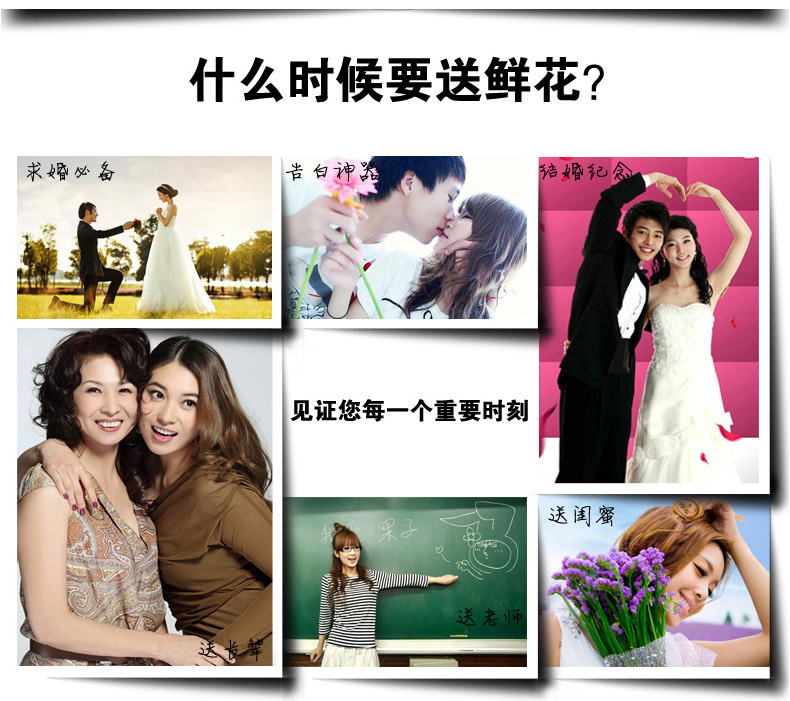 什么时候要送鲜花?
求婚必备
告白神器
结婚纪念
见证您每一个重要时刻
送长辈
果子
送老师
送闺蜜